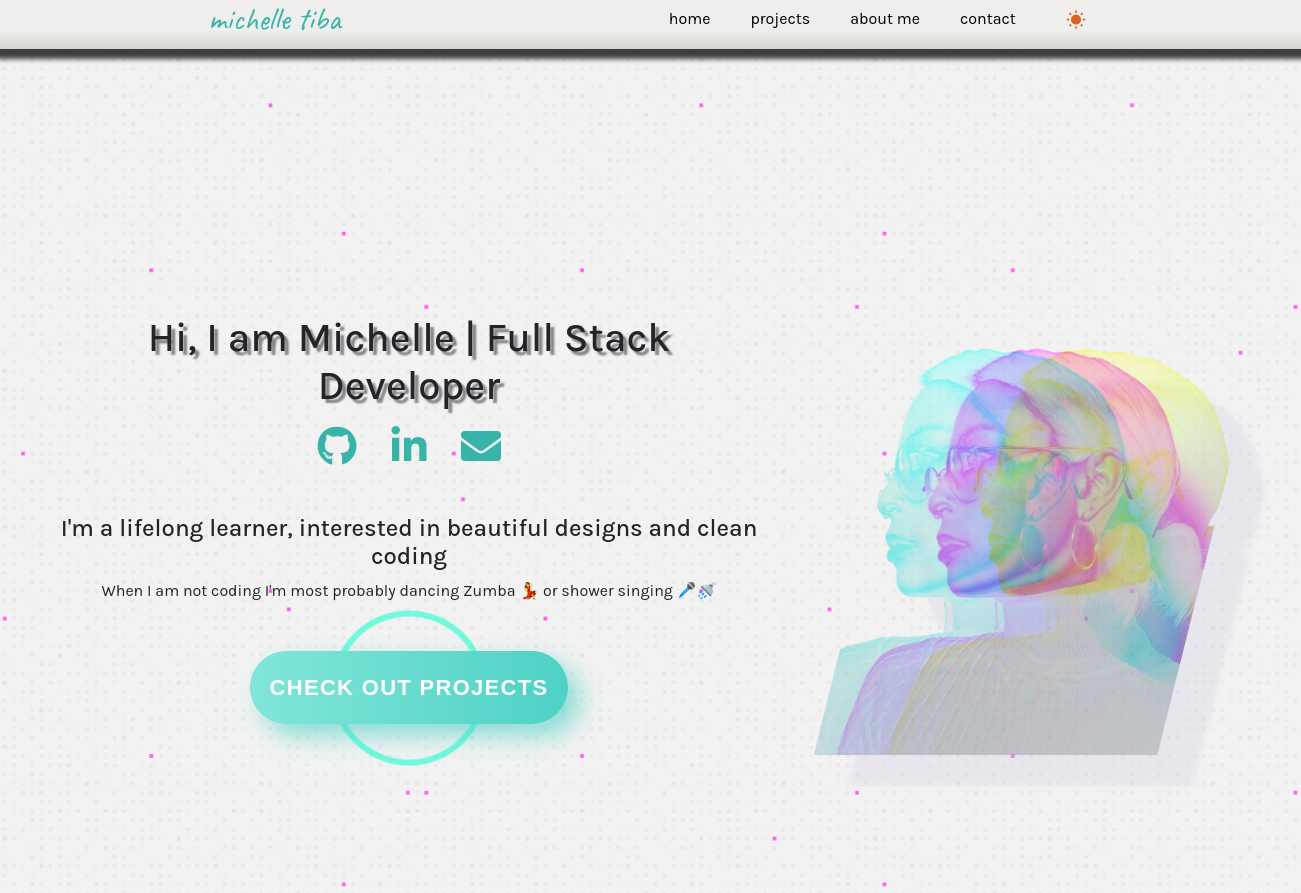 michelle tiba
home projects about me contact
Hi, I am Michelle | Full Stack
Developer
I'm a lifelong learner, interested in beautiful designs and clean
coding
When I am not coding I'm most probably dancing Zumba 💃 or shower singing 🎤🚿
CHECK OUT PROJECTS